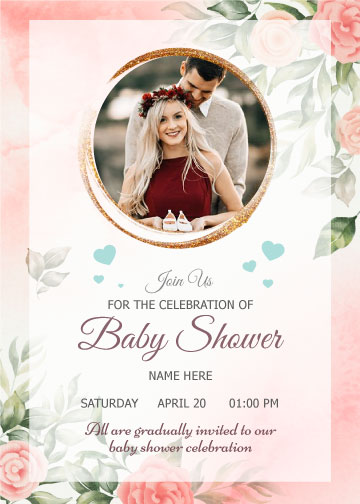 Join Us
FOR THE CELEBRATION OF
Baby Shower
NAME HERE
SATURDAY APRIL 20 01:00 PM
All are gradually invited to our
baby shower celebration